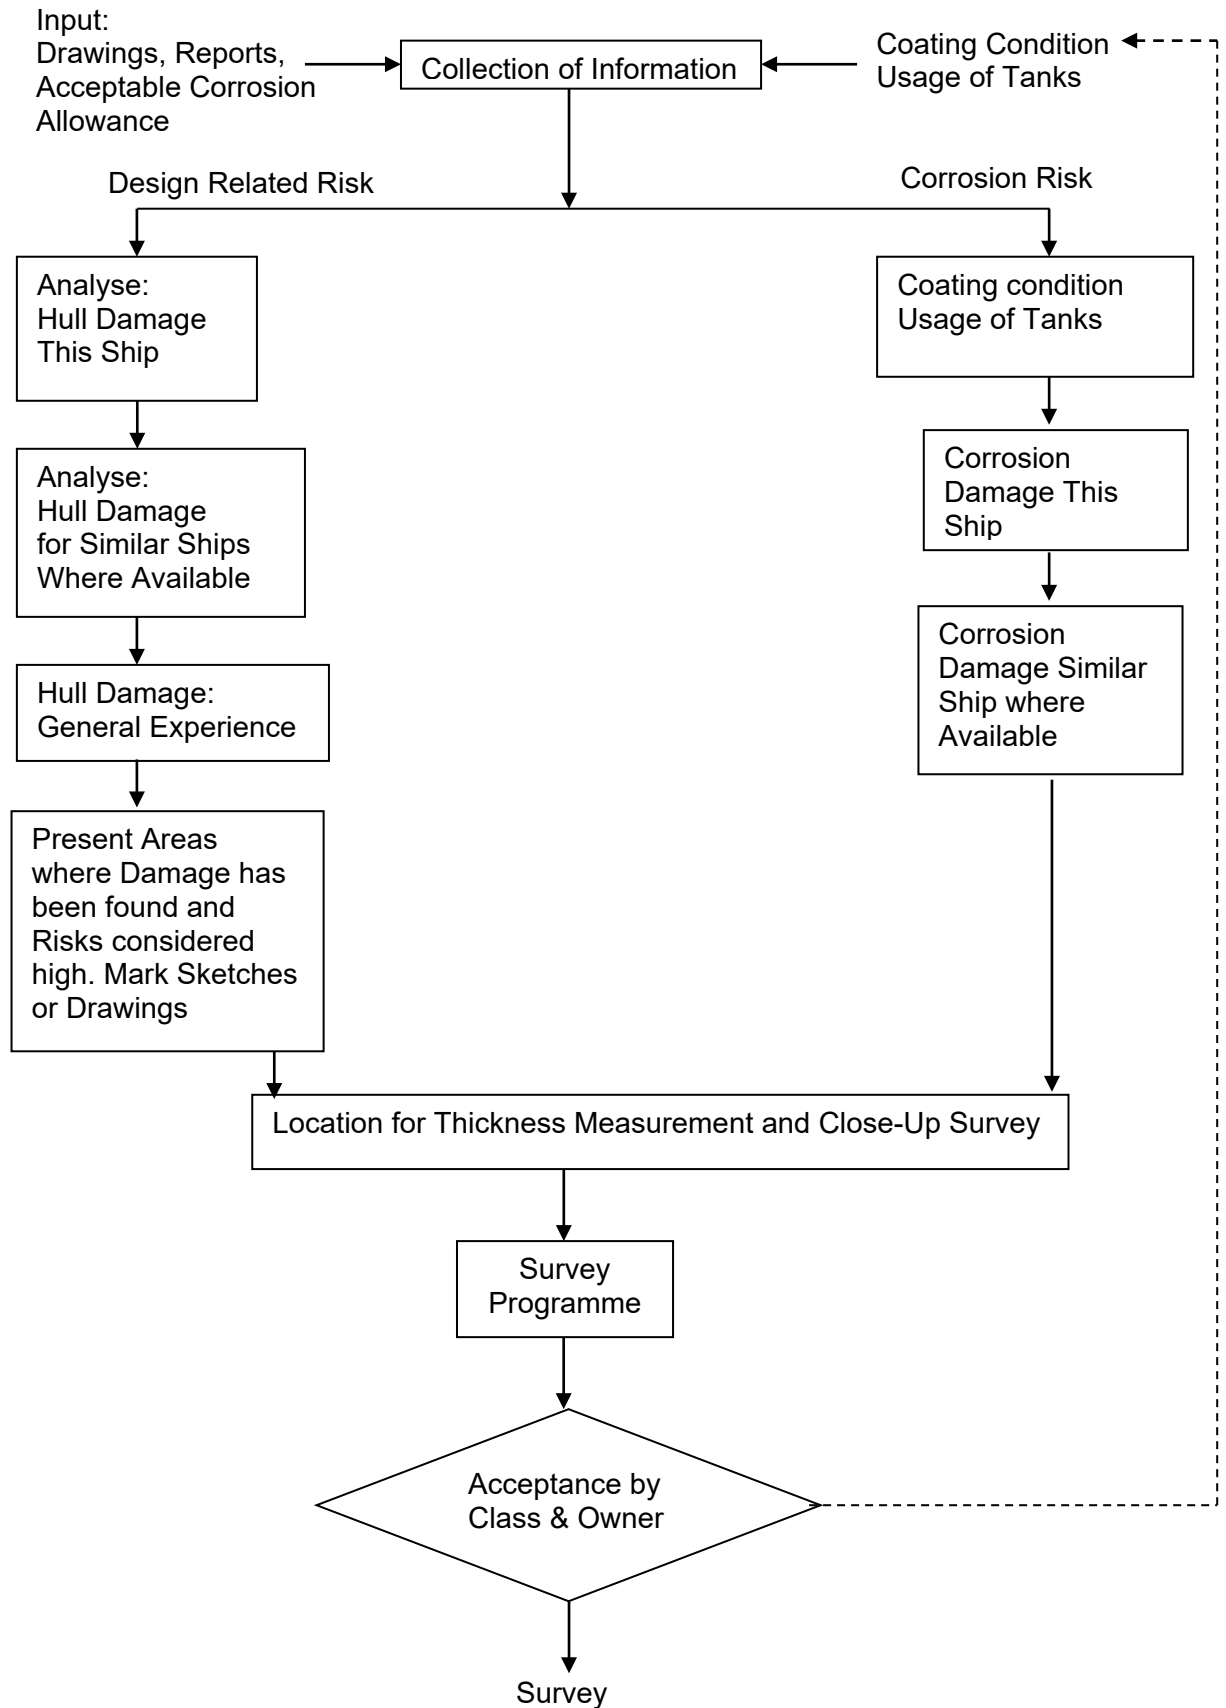 Input:
Drawings, Reports,
Acceptable Corrosion
Allowance
Collection of Information
Coating Condition
Usage of Tanks
Design Related Risk
Corrosion Risk
Analyse:
Hull Damage
This Ship
Coating condition
Usage of Tanks
Analyse:
Hull Damage
for Similar Ships
Where Available
Corrosion
Damage This
Ship
Hull Damage:
General Experience
Corrosion
Damage Similar
Ship where
Available
Present Areas
where Damage has
been found and
Risks considered
high. Mark Sketches
or Drawings
Location for Thickness Measurement and Close-Up Survey
Survey
Programme
Acceptance by
Class & Owner
Survey